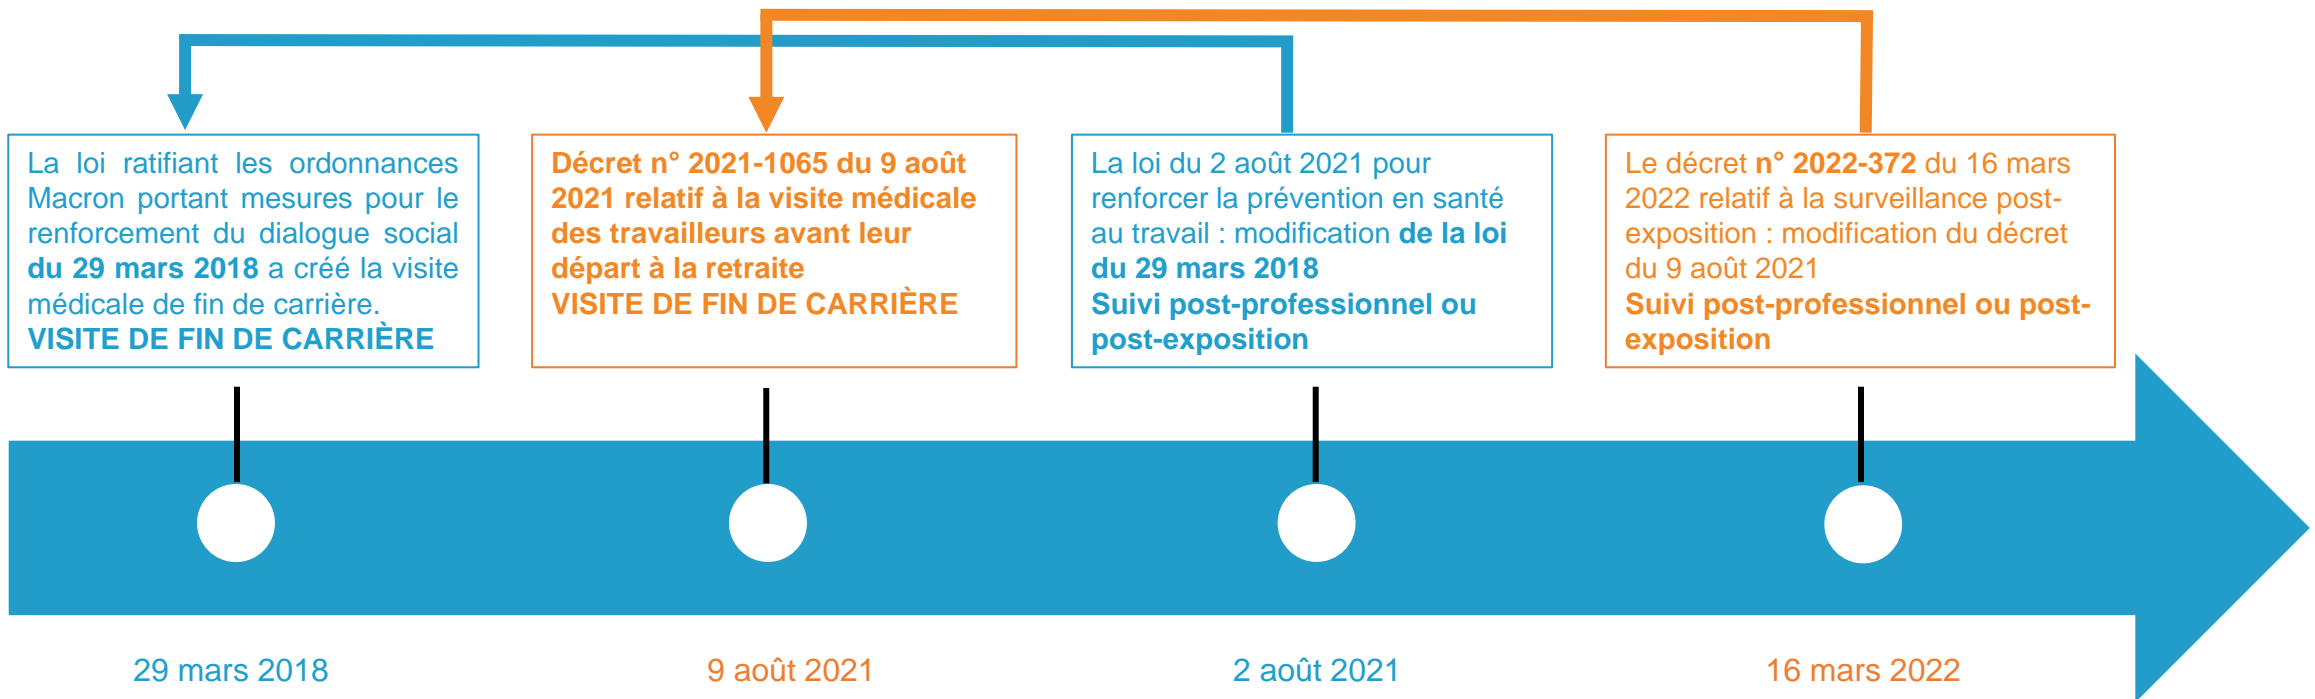 La loi ratifiant les ordonnances
Macron portant mesures pour le
renforcement du dialogue social
du 29 mars 2018 a créé la visite
médicale de fin de carrière.
VISITE DE FIN DE CARRIÈRE
Décret n° 2021-1065 du 9 août
2021 relatif à la visite médicale
des travailleurs avant leur
départ à la retraite
VISITE DE FIN DE CARRIÈRE
La loi du 2 août 2021 pour
renforcer la prévention en santé
au travail : modification de la loi
du 29 mars 2018
Suivi post-professionnel ou
post-exposition
Le décret n° 2022-372 du 16 mars
2022 relatif à la surveillance post-
exposition : modification du décret
du 9 août 2021
Suivi post-professionnel ou post-
exposition
29 mars 2018
9 août 2021
2 août 2021
16 mars 2022